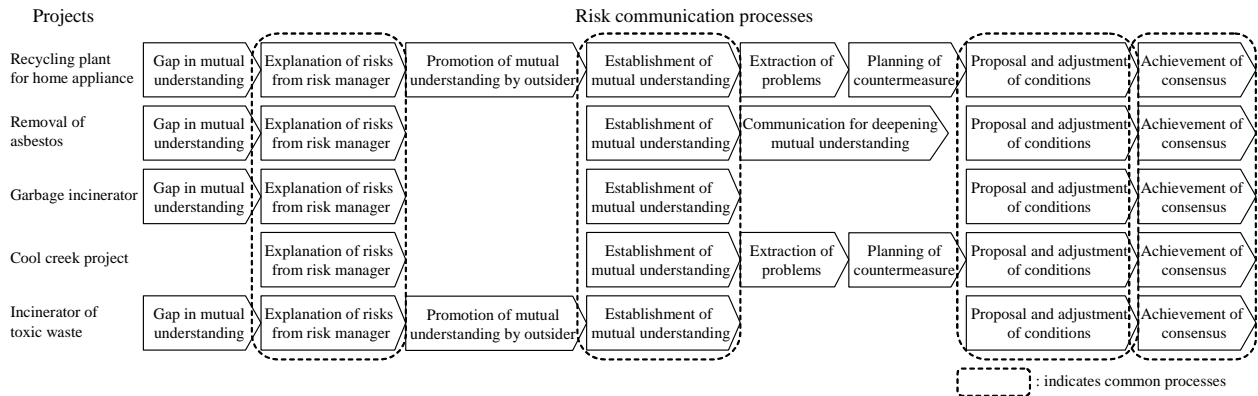 Projects
Risk communication processes
Recycling plant
for home appliance
Gap in mutual
understanding
Explanation of risks
from risk manager
Promotion of mutual
understanding by outsider
Establishment of
mutual understanding
Extraction of
problems
Planning of
countermeasure
Proposal and adjustment
of conditions
Achievement of
consensus
Removal of
asbestos
Gap in mutual
understanding
Explanation of risks
from risk manager
Establishment of
mutual understanding
Communication for deepening
mutual understanding
Proposal and adjustment
of conditions
Achievement of
consensus
Garbage incinerator
Gap in mutual
understanding
Explanation of risks
from risk manager
Establishment of
mutual understanding
Proposal and adjustment
of conditions
Achievement of
consensus
Cool creek project
Explanation of risks
from risk manager
Establishment of
mutual understanding
Extraction of
problems
Planning of
countermeasure
Proposal and adjustment
of conditions
Achievement of
consensus
Incinerator of
toxic waste
Gap in mutual
understanding
Explanation of risks
from risk manager
Promotion of mutual
understanding by outsider
Establishment of
mutual understanding
Proposal and adjustment
of conditions
Achievement of
consensus
: indicates common processes